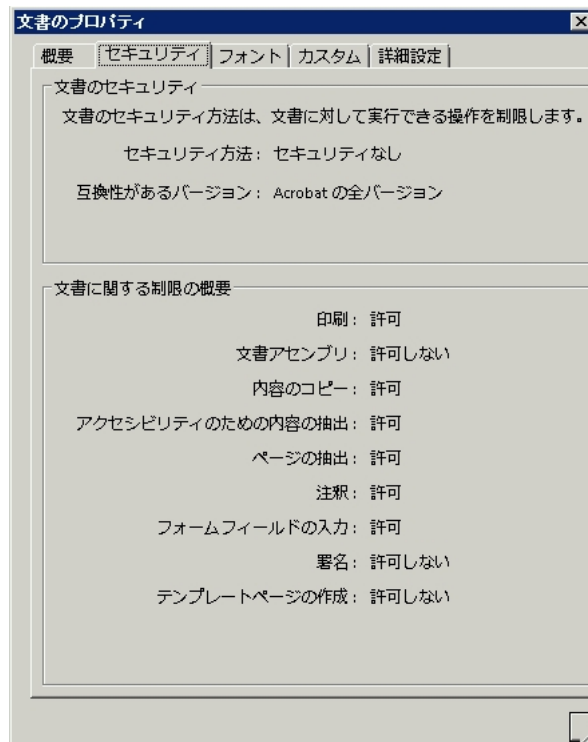 文書のプロパティ
概要 セキュリティ フォント カスタム 詳細設定
文書のセキュリティ
文書のセキュリティ方法は、文書に対して実行できる操作を制限します。
セキュリティ方法: セキュリティなし
互換性があるバージョン: Acrobat の全バージョン
文書に関する制限の概要
印刷: 許可
文書アセンブリ: 許可しない
内容のコピー: 許可
アクセシビリティのための内容の抽出: 許可
ページの抽出: 許可
注釈: 許可
フォームフィールドの入力: 許可
署名: 許可しない
テンプレートページの作成: 許可しない